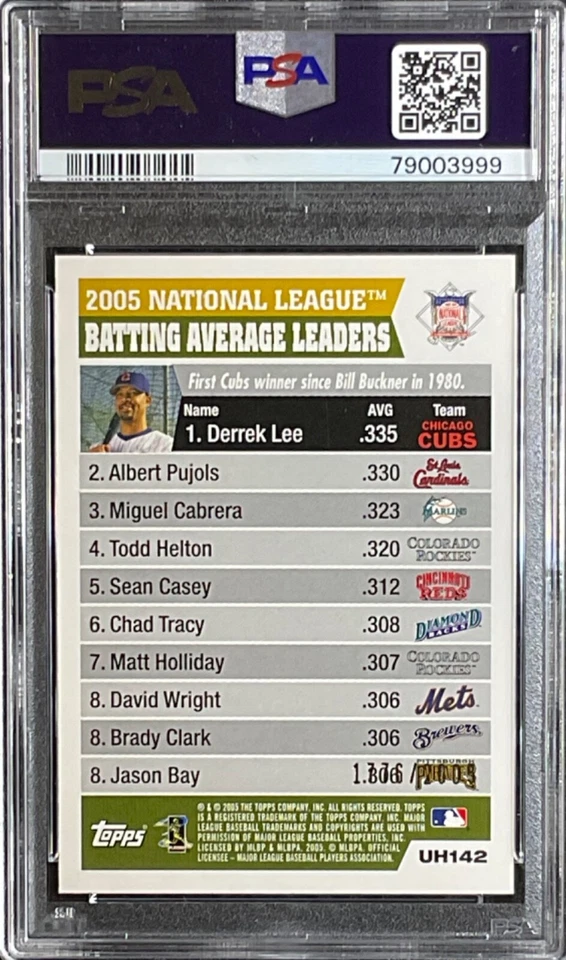 PSA
PSA
79003999
2005 NATIONAL LEAGUE™
BATTING AVERAGE LEADERS
First Cubs winner since Bill Buckner in 1980.
Name AVG Team
1. Derrek Lee .335 CHICAGO CUBS
2. Albert Pujols .330 St. Louis Cardinals
3. Miguel Cabrera .323 MARLINS
4. Todd Helton .320 COLORADO ROCKIES
5. Sean Casey .312 CINCINNATI REDS
6. Chad Tracy .308 DIAMOND BACKS
7. Matt Holliday .307 COLORADO ROCKIES
8. David Wright .306 Mets
8. Brady Clark .306 Brewers
8. Jason Bay .306 PITTSBURGH PIRATES
® & © 2005 THE TOPPS COMPANY, INC. ALL RIGHTS RESERVED. TOPPS
IS A REGISTERED TRADEMARK OF THE TOPPS COMPANY, INC. MAJOR
LEAGUE BASEBALL TRADEMARKS AND COPYRIGHTS ARE USED WITH
PERMISSION OF MAJOR LEAGUE BASEBALL PROPERTIES, INC.
LICENSED BY MLBP & MLBPA, 2005. © MLBPA. OFFICIAL
LICENSEE – MAJOR LEAGUE BASEBALL PLAYERS ASSOCIATION.
Topps
UH142
PSA